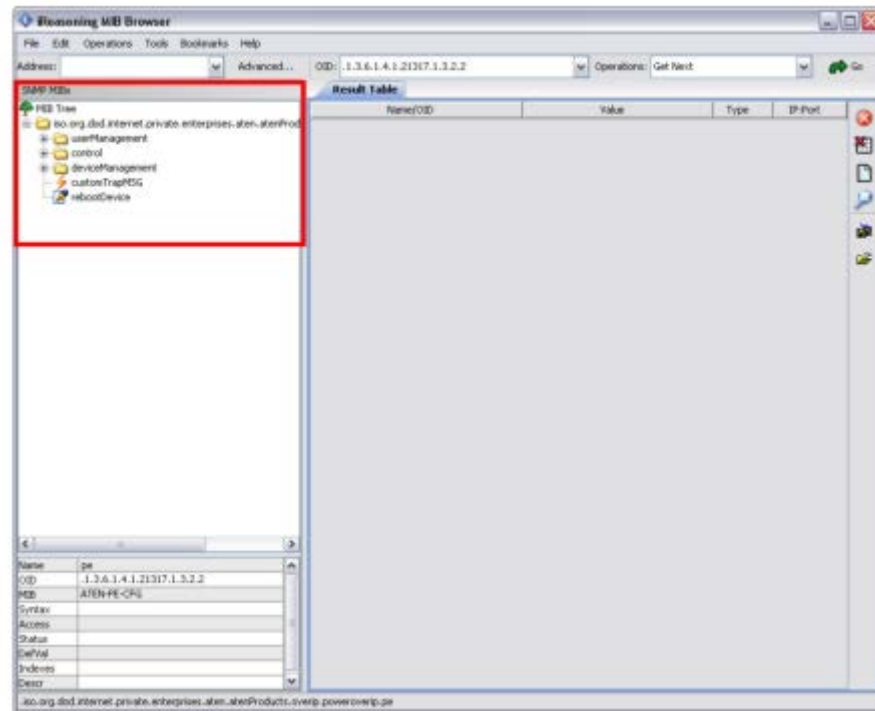 iReasoning MIB Browser
File Edit Operations Tools Bookmarks Help
Address: Advanced... OID: .1.3.6.1.4.1.21317.1.3.2.2 Operations: Get Next Go
SNMP MIBs
Result Table
MIB Tree
iso.org.dod.internet.private.enterprises.aten.atenProd
userManagement
control
deviceManagement
customTrapMSG
rebootDevice
Name/OID Value Type IP:Port
Name pe
OID .1.3.6.1.4.1.21317.1.3.2.2
MIB ATEN-PE-CFG
Syntax
Access
Status
DefVal
Indexes
Descr
.iso.org.dod.internet.private.enterprises.aten.atenProducts.overip.poweroverip.pe